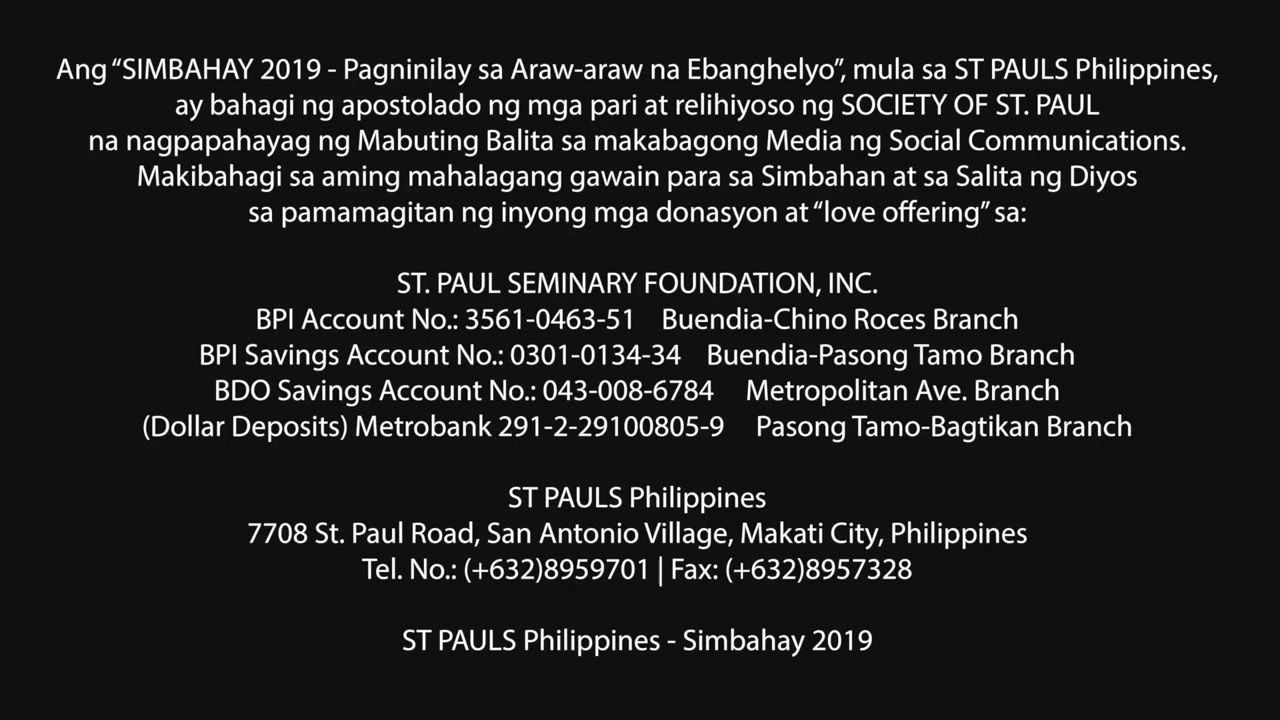 Ang “SIMBAHAY 2019 - Pagninilay sa Araw-araw na Ebanghelyo”, mula sa ST PAULS Philippines,
ay bahagi ng apostolado ng mga pari at relihiyoso ng SOCIETY OF ST. PAUL
na nagpapahayag ng Mabuting Balita sa makabagong Media ng Social Communications.
Makibahagi sa aming mahalagang gawain para sa Simbahan at sa Salita ng Diyos
sa pamamagitan ng inyong mga donasyon at “love offering” sa:
ST. PAUL SEMINARY FOUNDATION, INC.
BPI Account No.: 3561-0463-51 Buendia-Chino Roces Branch
BPI Savings Account No.: 0301-0134-34 Buendia-Pasong Tamo Branch
BDO Savings Account No.: 043-008-6784 Metropolitan Ave. Branch
(Dollar Deposits) Metrobank 291-2-29100805-9 Pasong Tamo-Bagtikan Branch
ST PAULS Philippines
7708 St. Paul Road, San Antonio Village, Makati City, Philippines
Tel. No.: (+632)8959701 | Fax: (+632)8957328
ST PAULS Philippines - Simbahay 2019